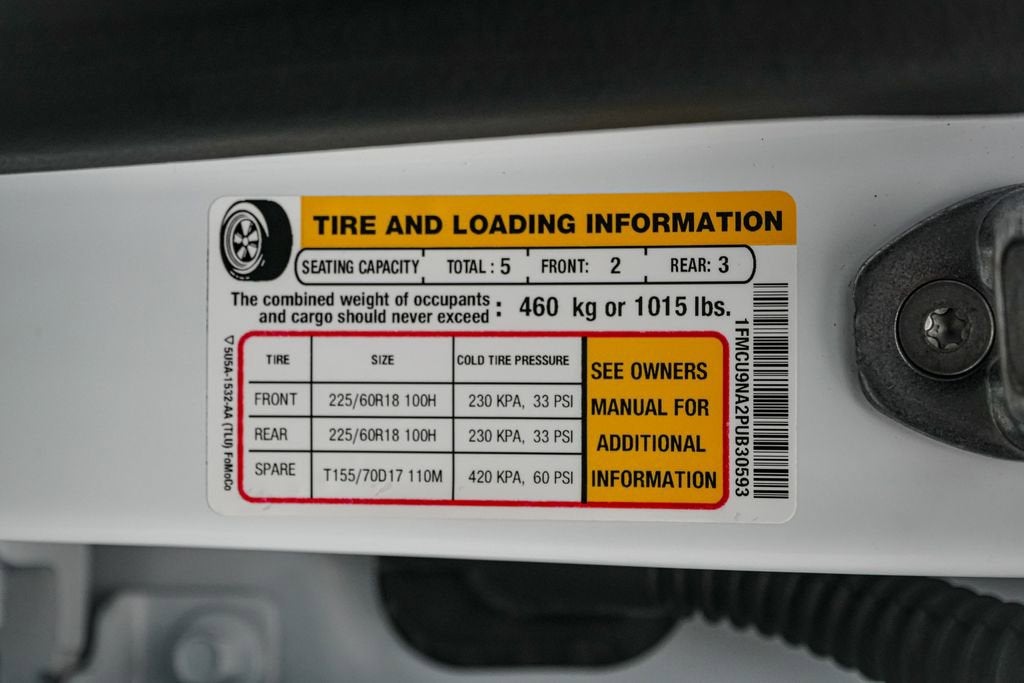 TIRE AND LOADING INFORMATION
SEATING CAPACITY TOTAL : 5 FRONT: 2 REAR: 3
The combined weight of occupants
and cargo should never exceed : 460 kg or 1015 lbs.
TIRE SIZE COLD TIRE PRESSURE
FRONT 225/60R18 100H 230 KPA, 33 PSI
REAR 225/60R18 100H 230 KPA, 33 PSI
SPARE T155/70D17 110M 420 KPA, 60 PSI
SEE OWNERS
MANUAL FOR
ADDITIONAL
INFORMATION
1FMCU9NA2PUB30593
5U5A-1532-AA (TLU) FoMoCo